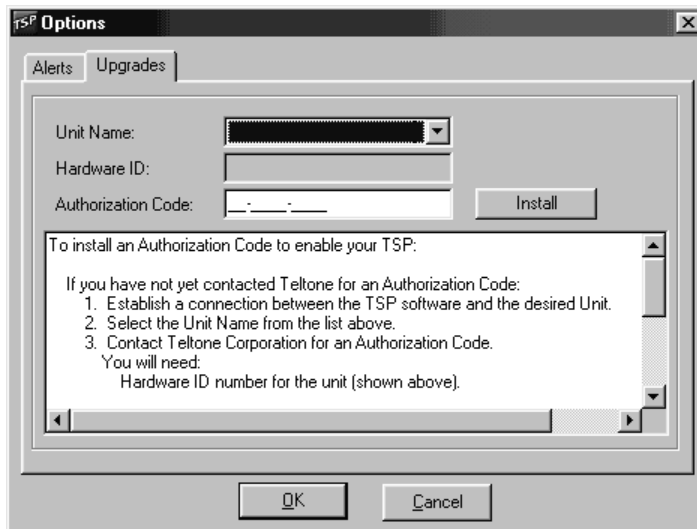 TSP Options
Alerts Upgrades
Unit Name:
Hardware ID:
Authorization Code: __-____-____ Install
To install an Authorization Code to enable your TSP:
If you have not yet contacted Teltone for an Authorization Code:
1. Establish a connection between the TSP software and the desired Unit.
2. Select the Unit Name from the list above.
3. Contact Teltone Corporation for an Authorization Code.
You will need:
Hardware ID number for the unit (shown above).
OK Cancel